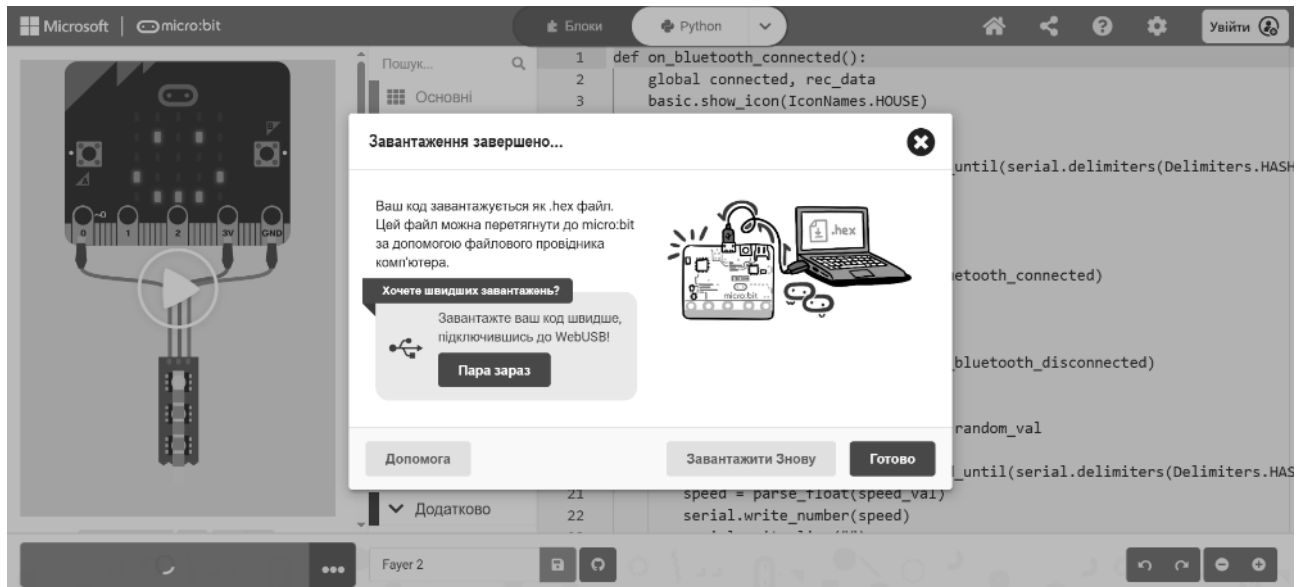 Microsoft micro:bit Блоки Python Увійти
Пошук...
Основні
1 def on_bluetooth_connected():
2 global connected, rec_data
3 basic.show_icon(IconNames.HOUSE)
Завантаження завершено...
_until(serial.delimiters(Delimiters.HASH
Ваш код завантажується як .hex файл.
Цей файл можна перетягнути до micro:bit
за допомогою файлового провідника
комп'ютера.
.hex
micro:bit
0 1 2 3V GND
Хочете швидших завантажень?
Завантажте ваш код швидше,
підключившись до WebUSB!
Пара зараз
etooth_connected)
_bluetooth_disconnected)
random_val
_until(serial.delimiters(Delimiters.HAS
Допомога Завантажити Знову Готово
21 speed = parse_float(speed_val)
Додатково
22 serial.write_number(speed)
Fayer 2